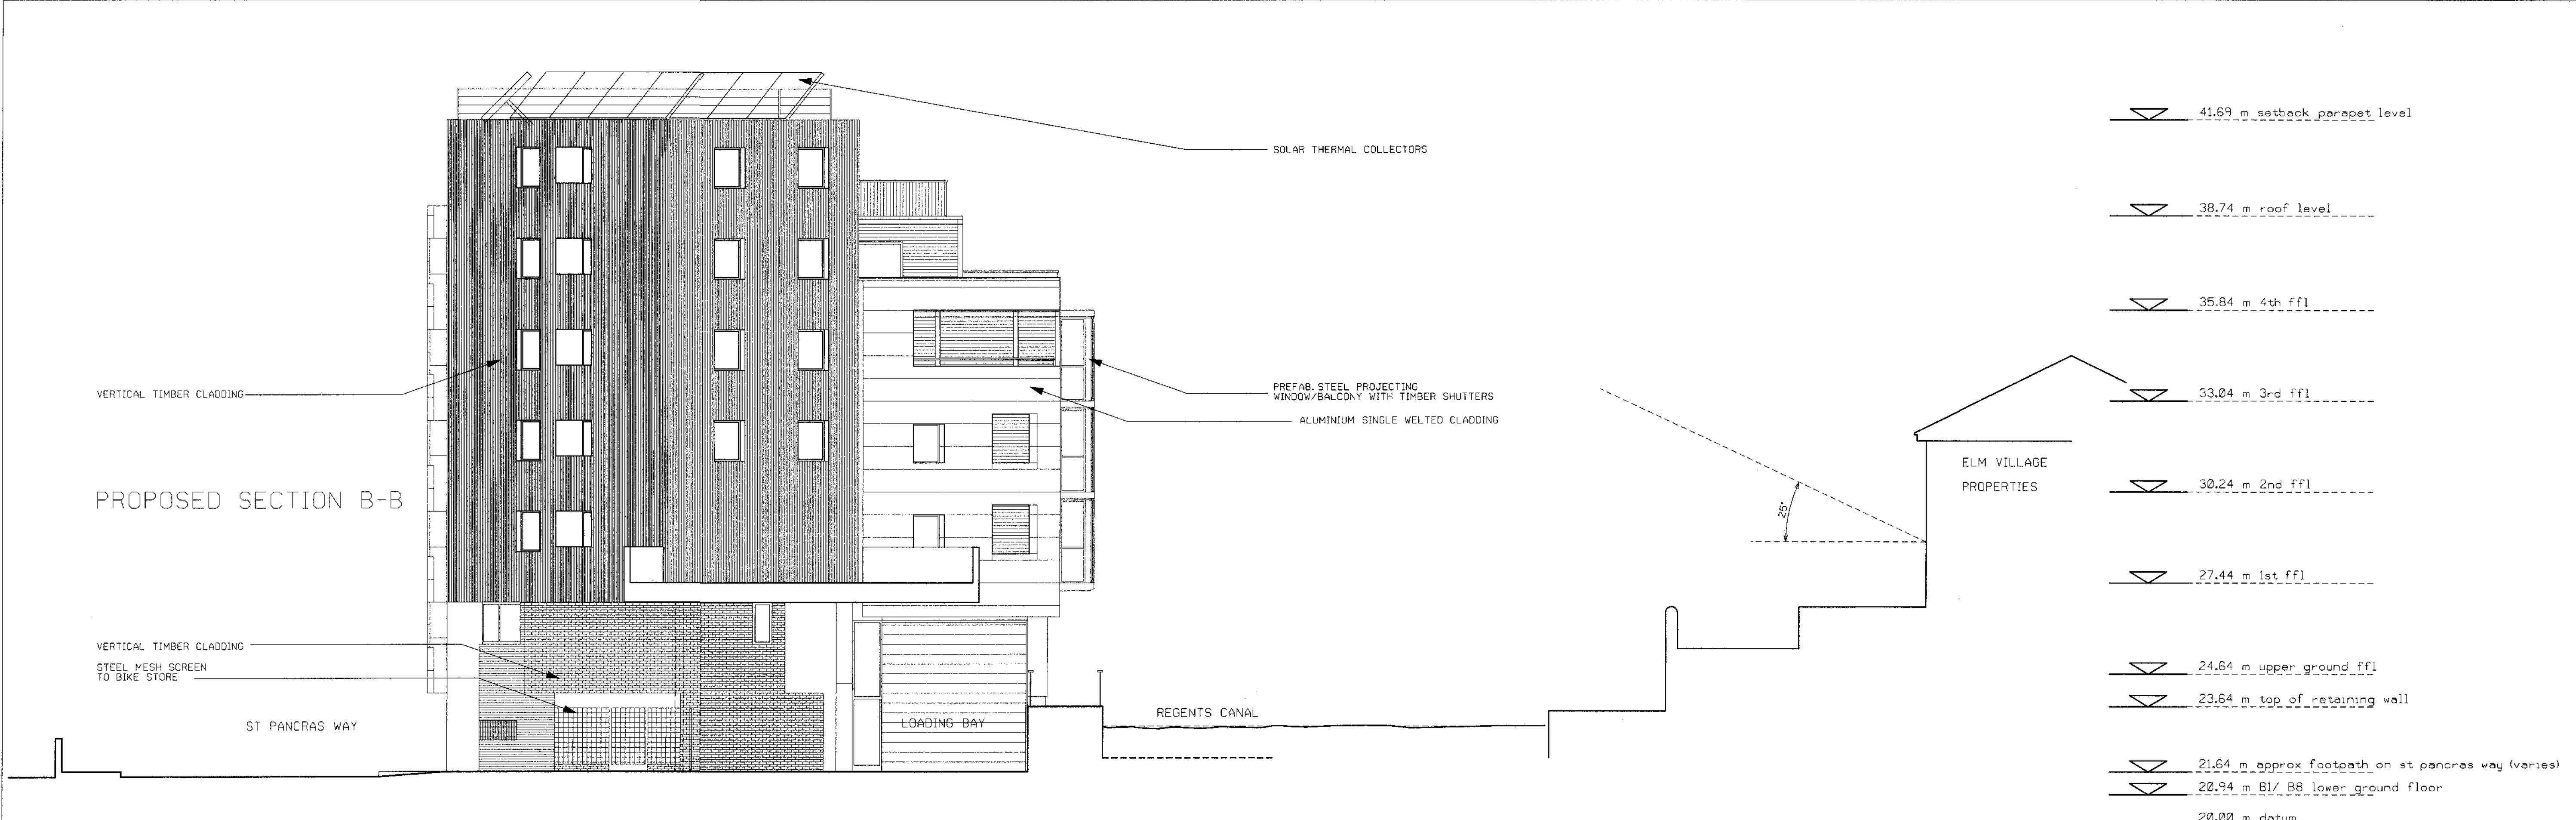 41.69 m setback parapet level
SOLAR THERMAL COLLECTORS
38.74 m roof level
35.84 m 4th ffl
VERTICAL TIMBER CLADDING
PREFAB. STEEL PROJECTING
WINDOW/BALCONY WITH TIMBER SHUTTERS
33.04 m 3rd ffl
ALUMINIUM SINGLE WELTED CLADDING
ELM VILLAGE
PROPERTIES
PROPOSED SECTION B-B
30.24 m 2nd ffl
25°
27.44 m 1st ffl
VERTICAL TIMBER CLADDING
STEEL MESH SCREEN
TO BIKE STORE
24.64 m upper ground ffl
23.64 m top of retaining wall
ST PANCRAS WAY
LOADING BAY
REGENTS CANAL
21.64 m approx footpath on st pancras way (varies)
20.94 m B1/ B8 lower ground floor
20.00 m datum